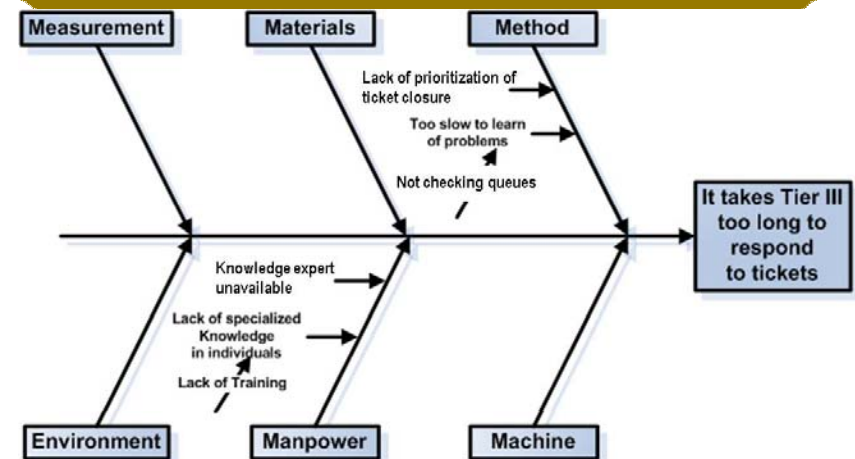 Measurement
Materials
Method
Lack of prioritization of
ticket closure
Too slow to learn
of problems
Not checking queues
It takes Tier III
too long to
respond
to tickets
Knowledge expert
unavailable
Lack of specialized
Knowledge
in individuals
Lack of Training
Environment
Manpower
Machine